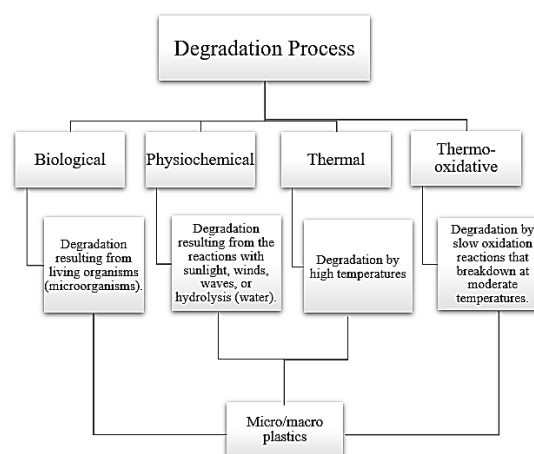 Degradation Process
Biological
Physiochemical
Thermal
Thermo-
oxidative
Degradation
resulting from
living organisms
(microorganisms).
Degradation
resulting from the
reactions with
sunlight, winds,
waves, or
hydrolysis (water).
Degradation by
high temperatures
Degradation by
slow oxidation
reactions that
breakdown at
moderate
temperatures.
Micro/macro
plastics